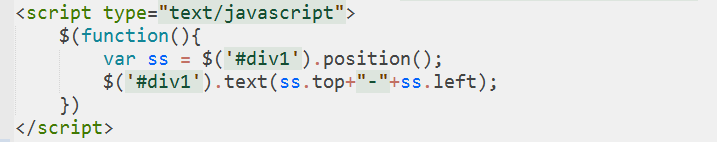 <script type="text/javascript">
    $(function(){
        var ss = $('#div1').position();
        $('#div1').text(ss.top+"-"+ss.left);
    })
</script>